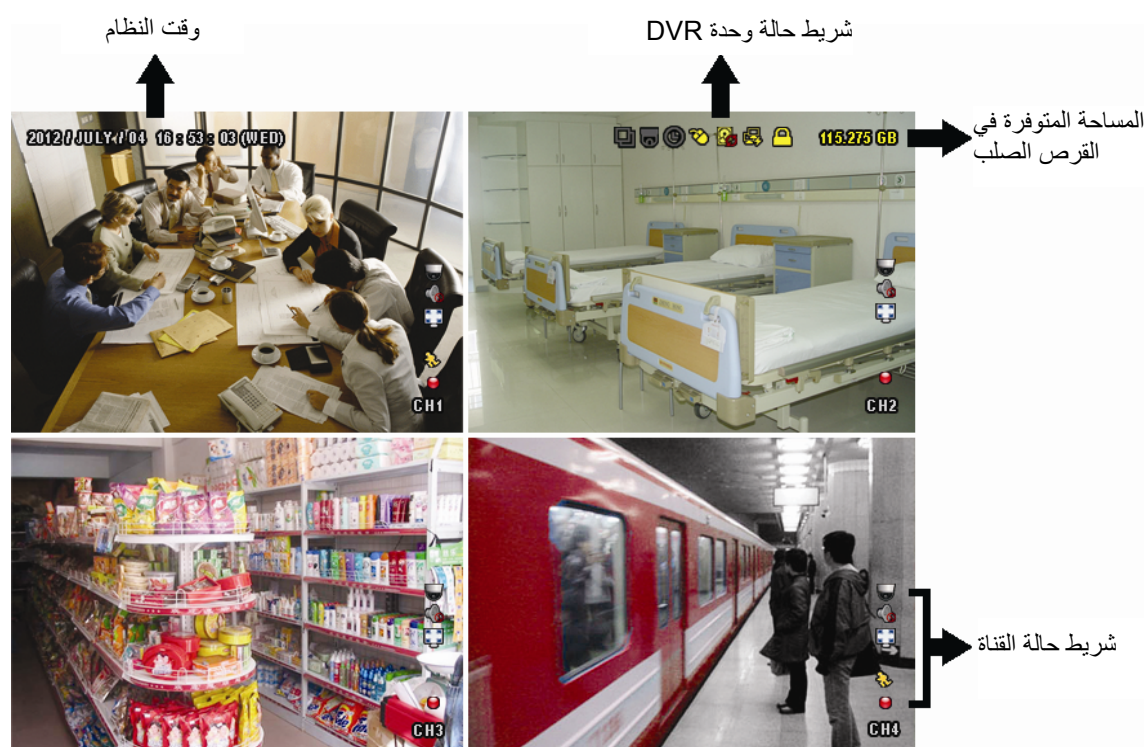 وقت النظام
شريط حالة وحدة DVR
2012 / JULY / 04 16 : 53 : 03 (WED)
115.275 GB
المساحة المتوفرة في
القرص الصلب
CH1
CH2
شريط حالة القناة
CH3
CH4